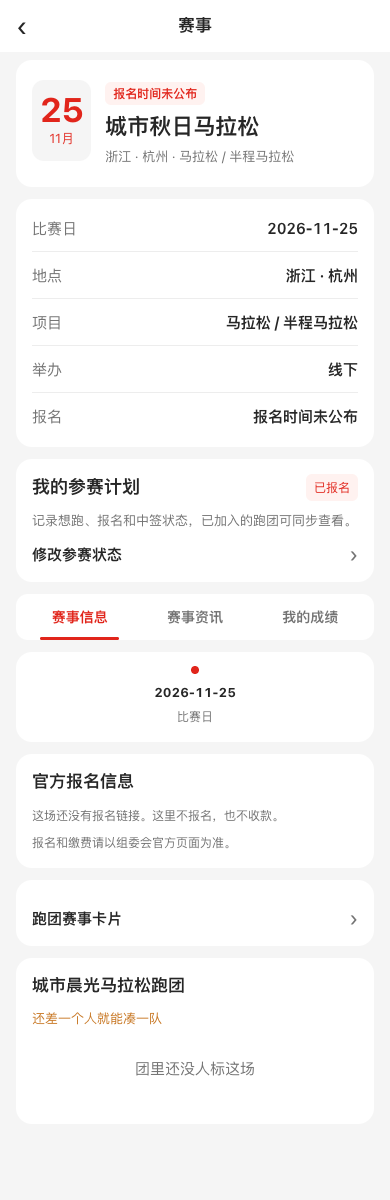 赛事
25
11月
报名时间未公布
城市秋日马拉松
浙江 · 杭州 · 马拉松 / 半程马拉松
比赛日 2026-11-25
地点 浙江 · 杭州
项目 马拉松 / 半程马拉松
举办 线下
报名 报名时间未公布
我的参赛计划 已报名
记录想跑、报名和中签状态，已加入的跑团可同步查看。
修改参赛状态
赛事信息 赛事资讯 我的成绩
2026-11-25
比赛日
官方报名信息
这场还没有报名链接。这里不报名，也不收款。
报名和缴费请以组委会官方页面为准。
跑团赛事卡片
城市晨光马拉松跑团
还差一个人就能凑一队
团里还没人标这场